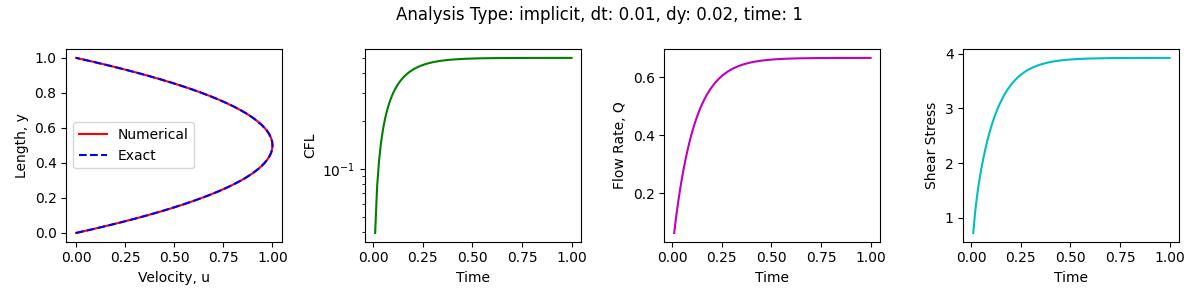 Analysis Type: implicit, dt: 0.01, dy: 0.02, time: 1
Length, y
1.0
0.8
0.6
0.4
0.2
0.0
Numerical
Exact
0.00 0.25 0.50 0.75 1.00
Velocity, u
CFL
10⁻¹
0.00 0.25 0.50 0.75 1.00
Time
Flow Rate, Q
0.6
0.4
0.2
0.00 0.25 0.50 0.75 1.00
Time
Shear Stress
4
3
2
1
0.00 0.25 0.50 0.75 1.00
Time